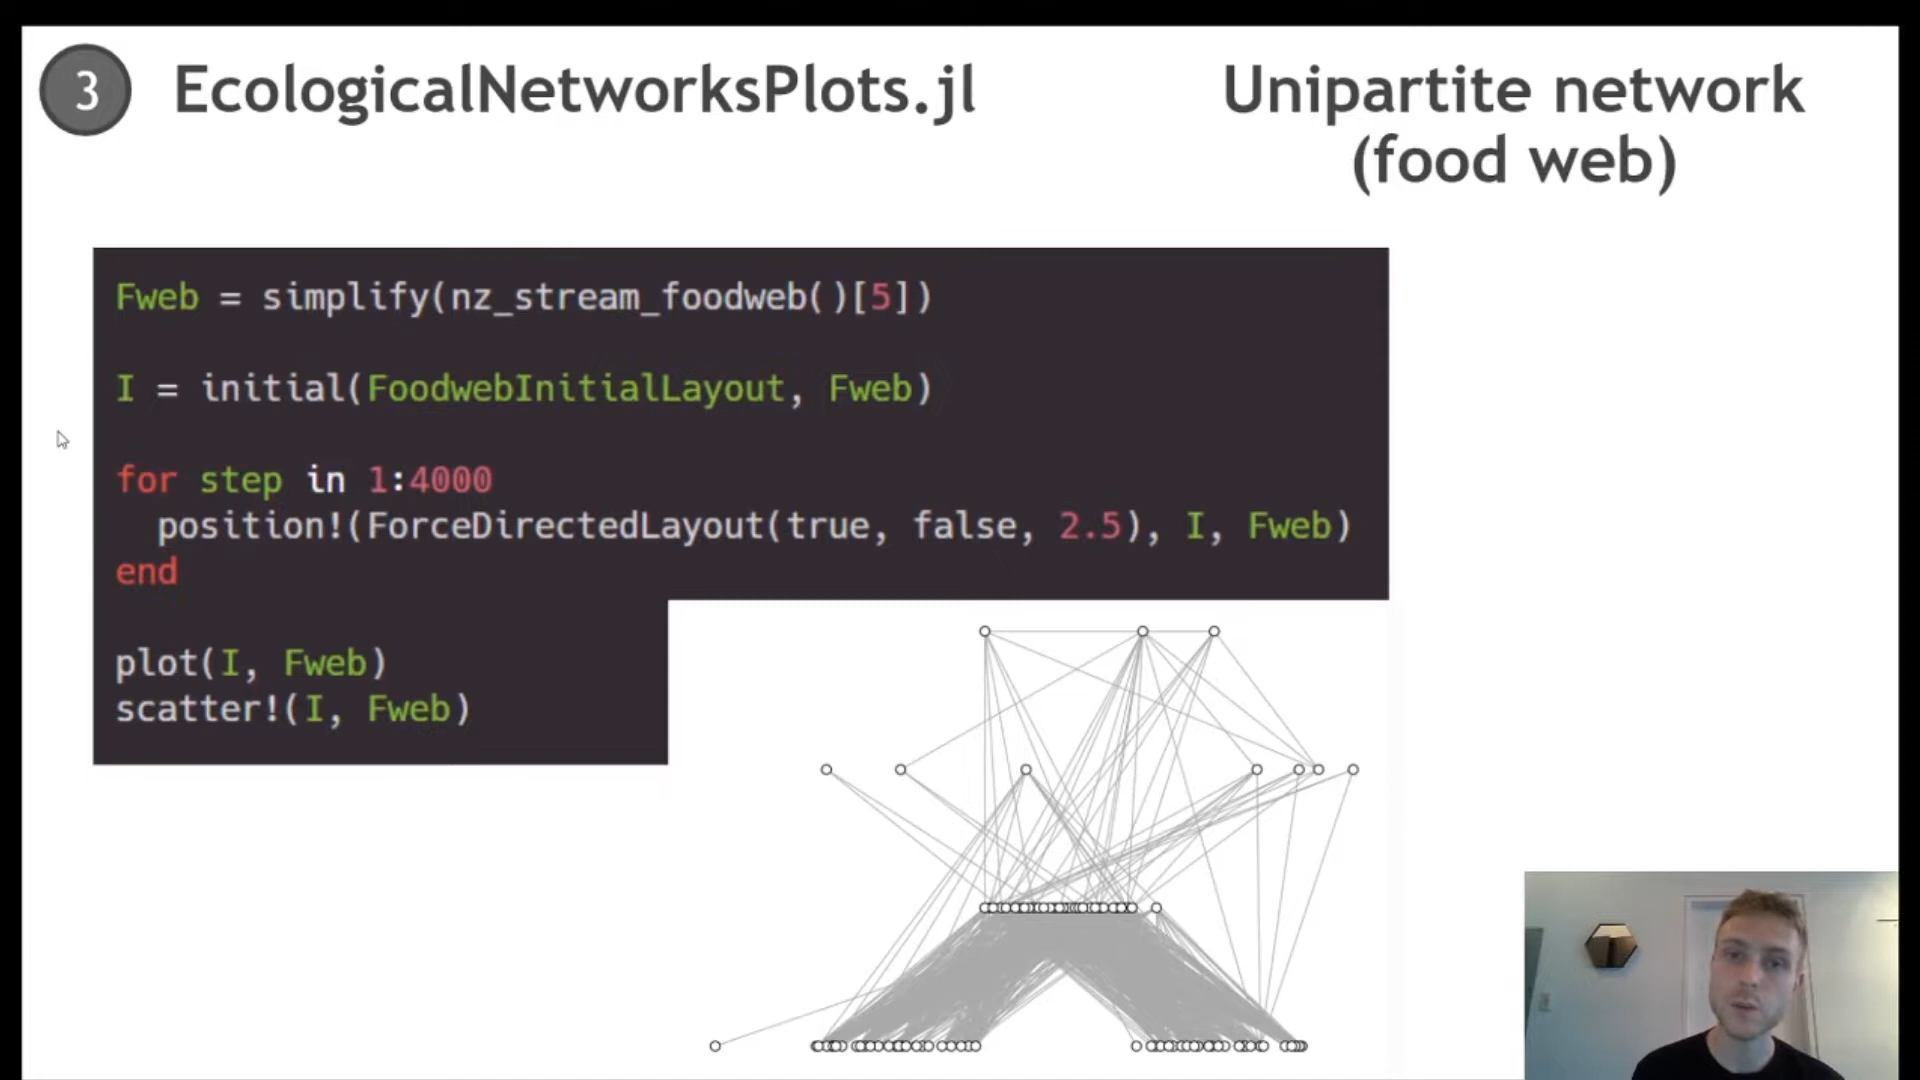 3 EcologicalNetworksPlots.jl
Unipartite network
(food web)
Fweb = simplify(nz_stream_foodweb()[5])
I = initial(FoodwebInitialLayout, Fweb)
for step in 1:4000
position!(ForceDirectedLayout(true, false, 2.5), I, Fweb)
end
plot(I, Fweb)
scatter!(I, Fweb)